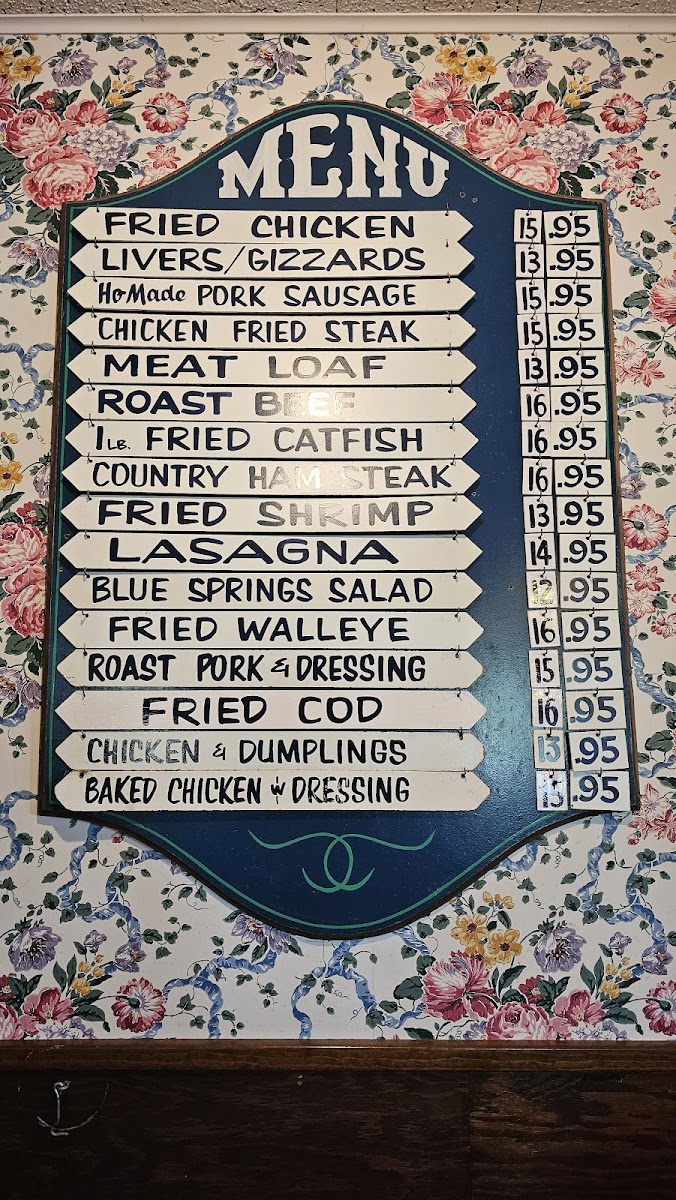 MENU
FRIED CHICKEN 15.95
LIVERS/GIZZARDS 13.95
HoMade PORK SAUSAGE 15.95
CHICKEN FRIED STEAK 15.95
MEAT LOAF 13.95
ROAST BEEF 16.95
1 LB. FRIED CATFISH 16.95
COUNTRY HAM STEAK 16.95
FRIED SHRIMP 13.95
LASAGNA 14.95
BLUE SPRINGS SALAD 12.95
FRIED WALLEYE 16.95
ROAST PORK & DRESSING 15.95
FRIED COD 16.95
CHICKEN & DUMPLINGS 13.95
BAKED CHICKEN w DRESSING .95